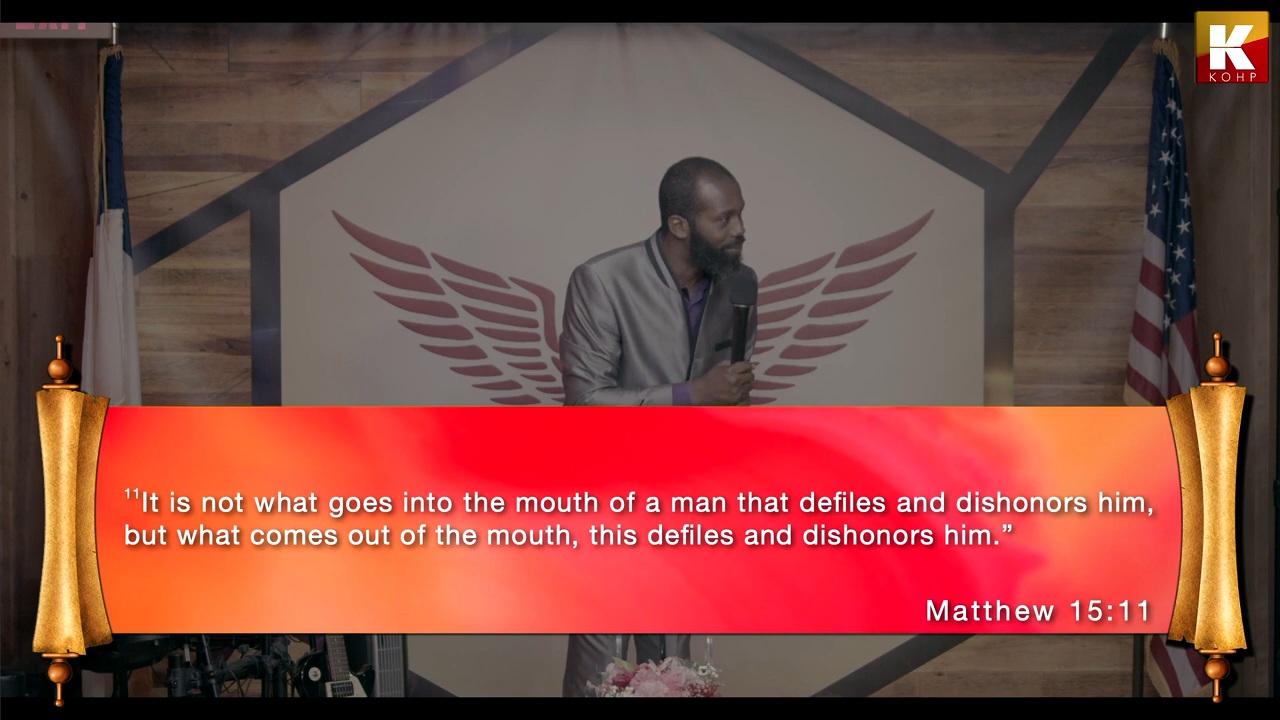 EXIT
K
KOHP
¹¹It is not what goes into the mouth of a man that defiles and dishonors him,
but what comes out of the mouth, this defiles and dishonors him.”
Matthew 15:11